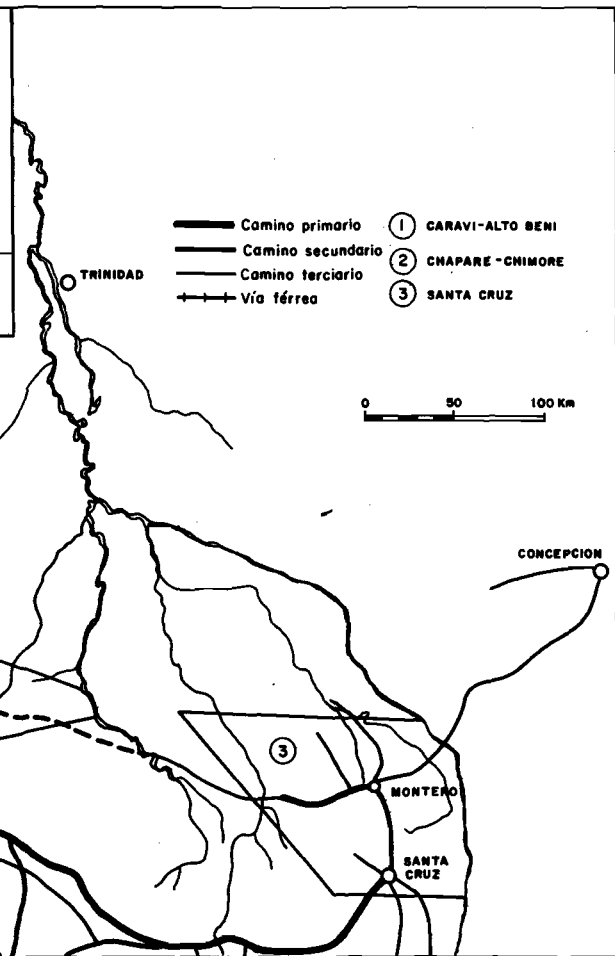 Camino primario
Camino secundario
Camino terciario
Vía férrea
1 CARAVI-ALTO BENI
2 CHAPARE-CHIMORE
3 SANTA CRUZ
0 50 100 Km
TRINIDAD
CONCEPCION
3
MONTERO
SANTA
CRUZ